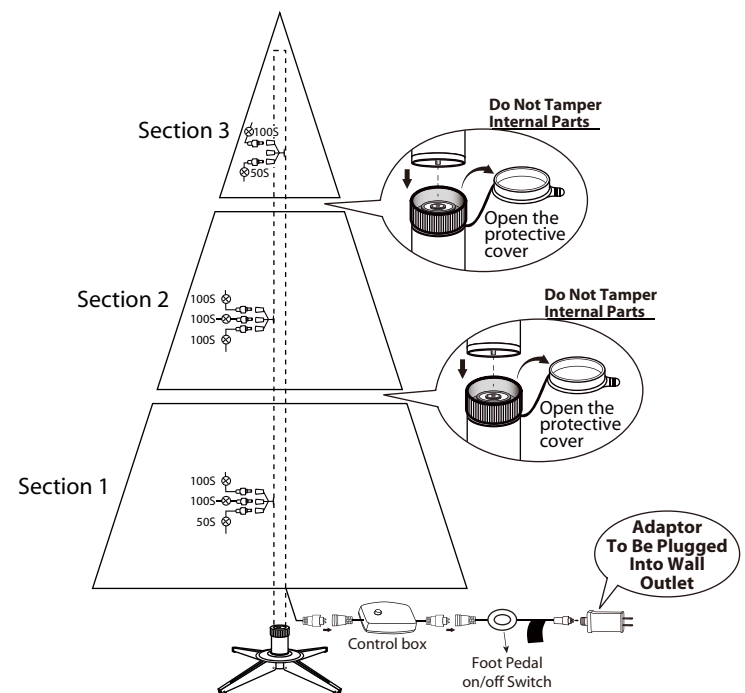 Do Not Tamper
Internal Parts
Section 3
100S
50S
Open the
protective
cover
Section 2
100S
100S
100S
Do Not Tamper
Internal Parts
Open the
protective
cover
Section 1
100S
100S
50S
Adaptor
To Be Plugged
Into Wall
Outlet
Control box
Foot Pedal
on/off Switch